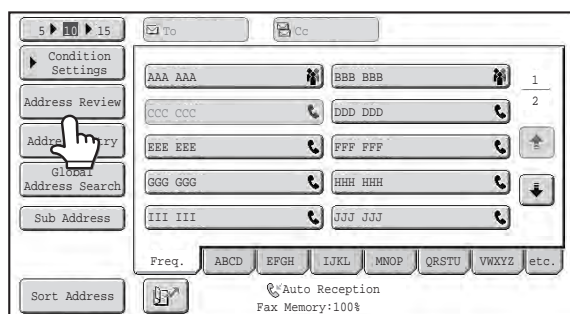 5 10 15
To
Cc
Condition
Settings
Address Review
Address Entry
Global
Address Search
Sub Address
Sort Address
AAA AAA
BBB BBB
CCC CCC
DDD DDD
EEE EEE
FFF FFF
GGG GGG
HHH HHH
III III
JJJ JJJ
1
2
Freq.
ABCD
EFGH
IJKL
MNOP
QRSTU
VWXYZ
etc.
Auto Reception
Fax Memory:100%